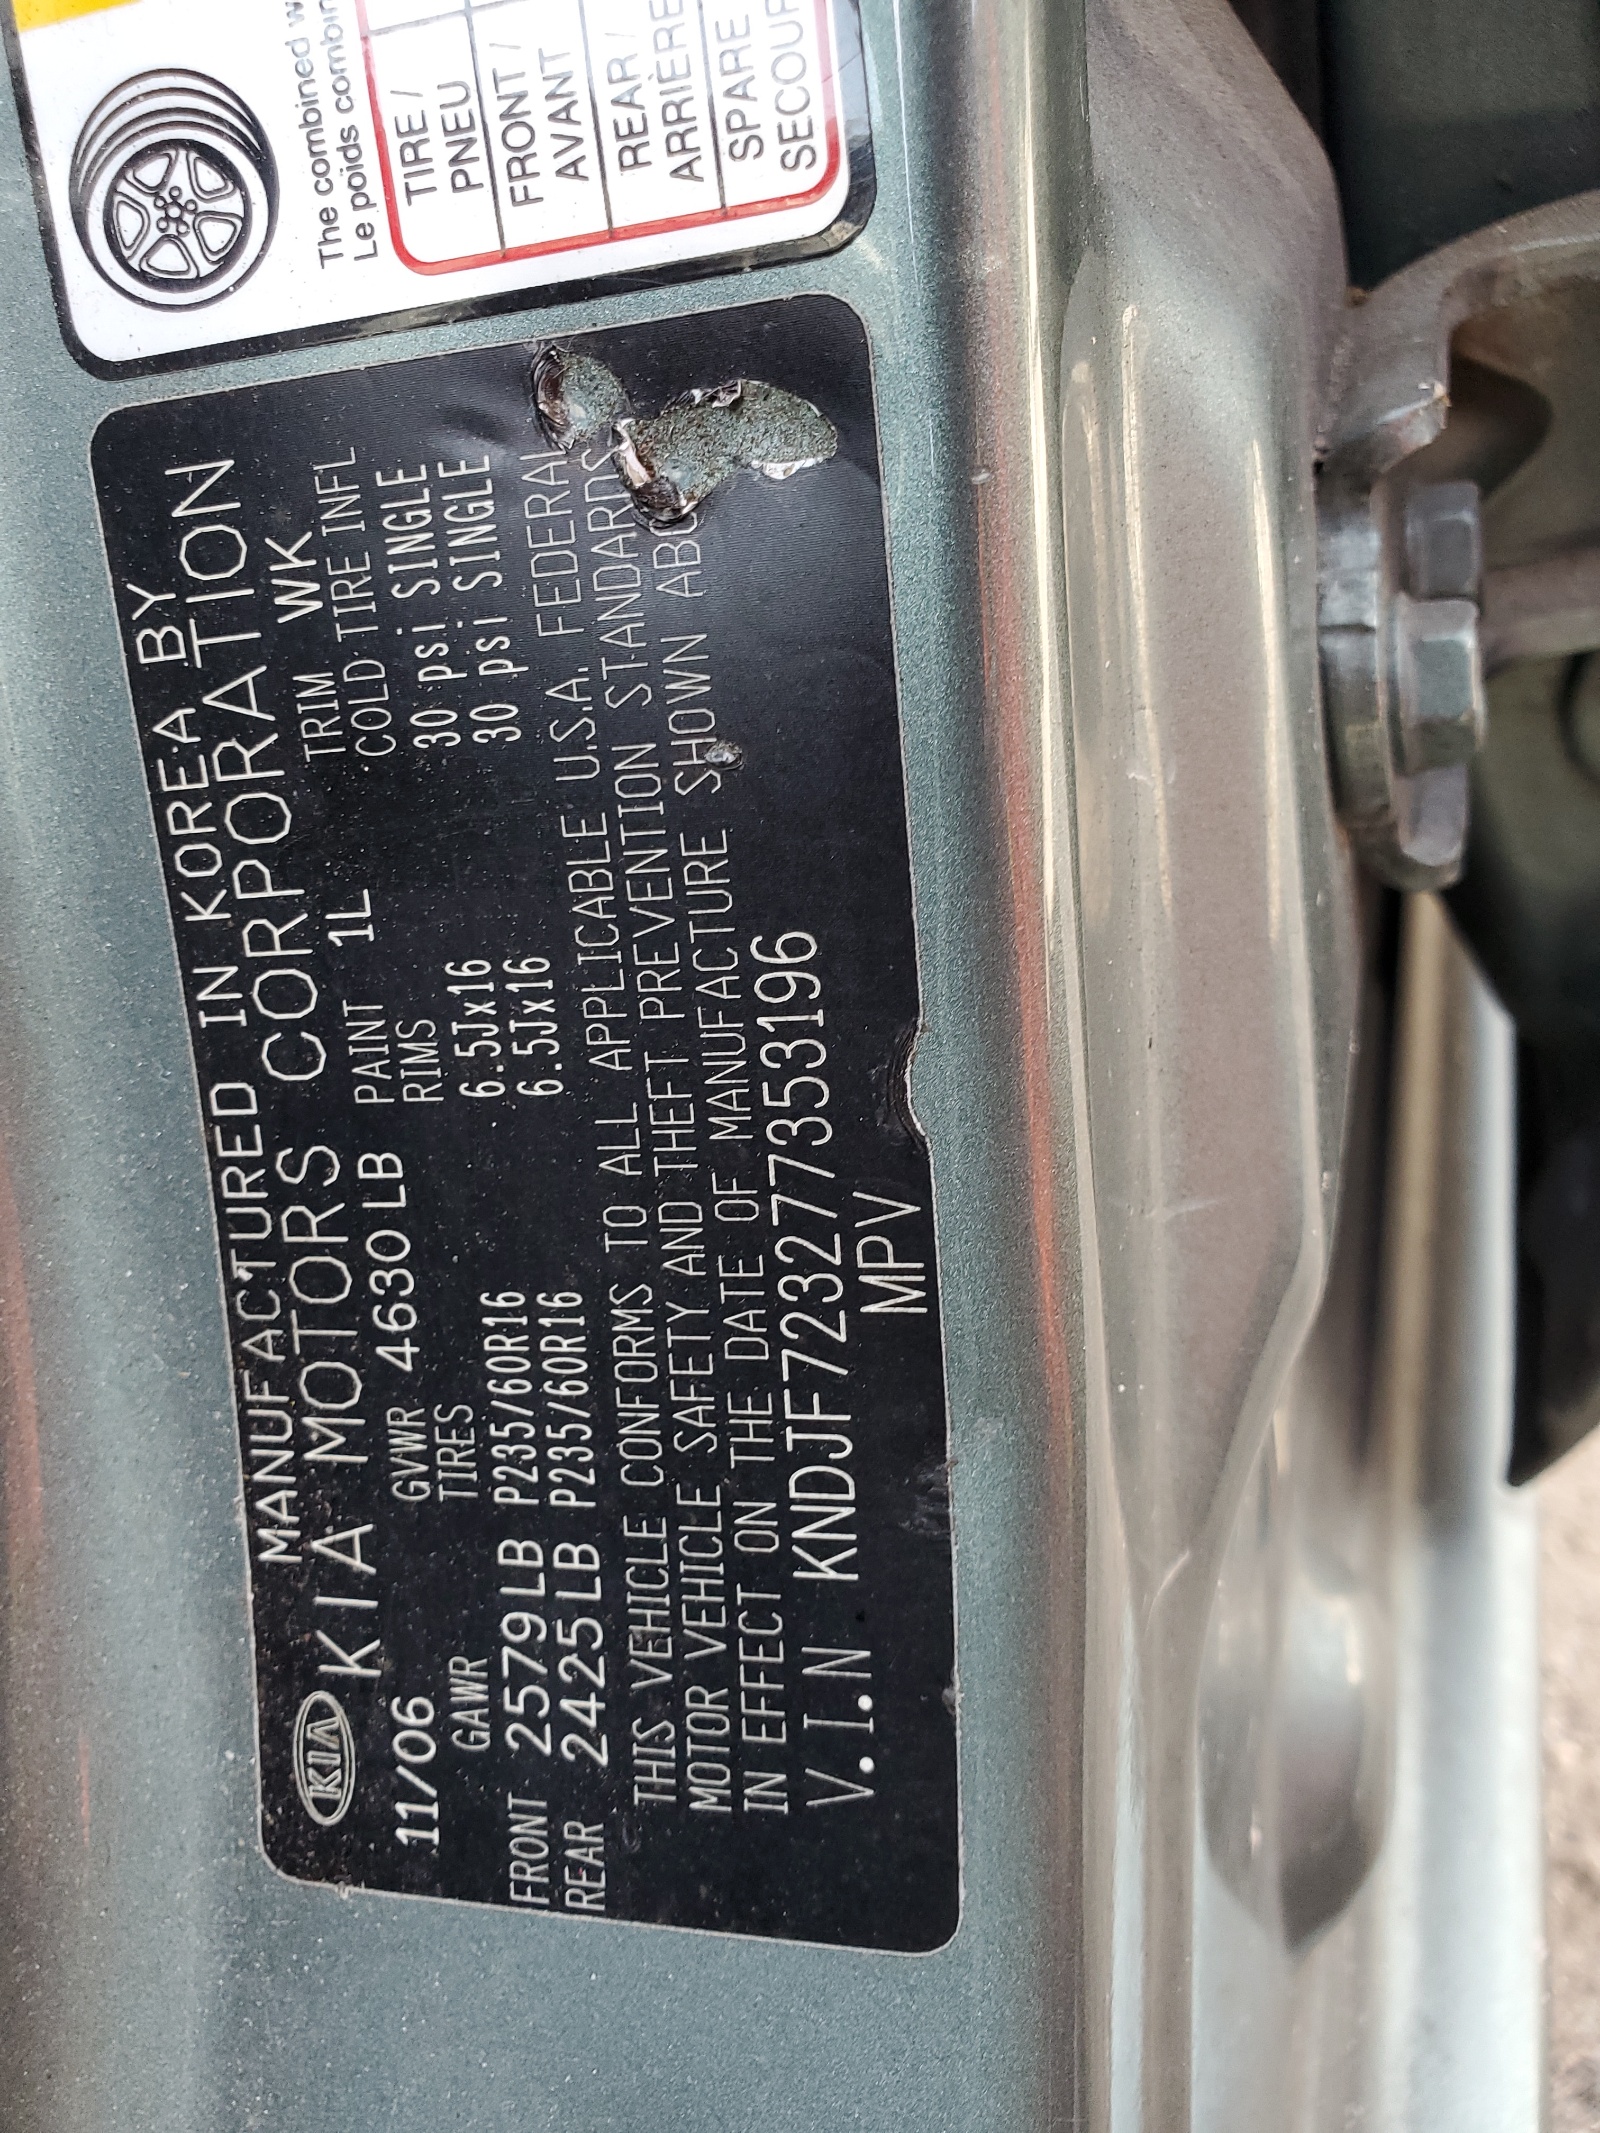 The combined
Le poids combin
TIRE /
PNEU
FRONT /
AVANT
REAR /
ARRIÈRE
SPARE
SECOUR
MANUFACTURED IN KOREA BY
KIA KIA MOTORS CORPORATION
11/06 GVWR 4630LB PAINT 1L TRIM WK
GAWR TIRES RIMS COLD TIRE INFL
FRONT 2579LB P235/60R16 6.5Jx16 30 psi SINGLE
REAR 2425LB P235/60R16 6.5Jx16 30 psi SINGLE
THIS VEHICLE CONFORMS TO ALL APPLICABLE U.S.A. FEDERAL
MOTOR VEHICLE SAFETY AND THEFT PREVENTION STANDARDS
IN EFFECT ON THE DATE OF MANUFACTURE SHOWN
V.I.N KNDJF723277353196
MPV